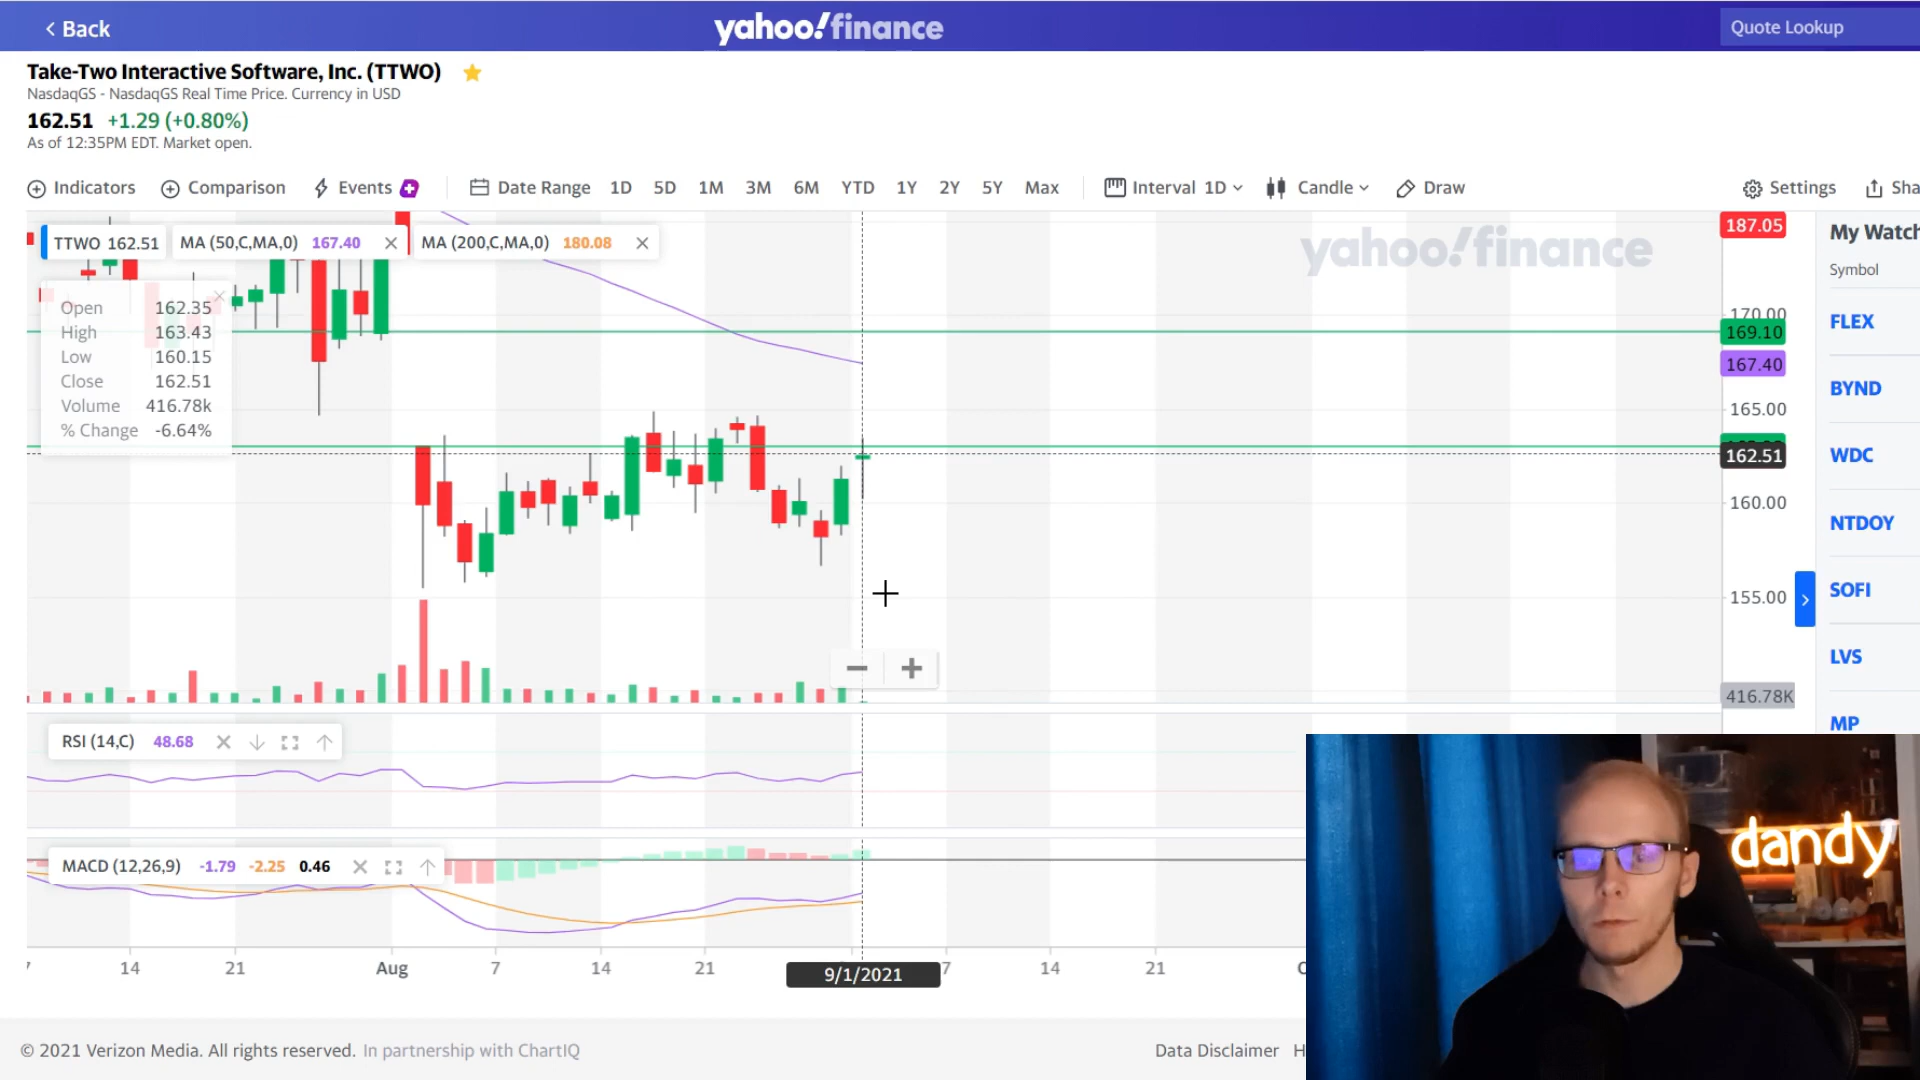 Back
yahoo!finance
Quote Lookup
Take-Two Interactive Software, Inc. (TTWO)
NasdaqGS - NasdaqGS Real Time Price. Currency in USD
162.51 +1.29 (+0.80%)
As of 12:35PM EDT. Market open.
Indicators Comparison Events Date Range 1D 5D 1M 3M 6M YTD 1Y 2Y 5Y Max Interval 1D Candle Draw Settings Sha
TTWO 162.51 MA (50,C,MA,0) 167.40 MA (200,C,MA,0) 180.08
yahoo!finance
187.05
My Watch
Symbol
Open 162.35
High 163.43
Low 160.15
Close 162.51
Volume 416.78k
% Change -6.64%
170.00
169.10
167.40
165.00
162.51
160.00
155.00
416.78K
FLEX
BYND
WDC
NTDOY
SOFI
LVS
MP
RSI (14,C) 48.68
MACD (12,26,9) -1.79 -2.25 0.46
14 21 Aug 7 14 21 9/1/2021 7 14 21
dandy
© 2021 Verizon Media. All rights reserved. In partnership with ChartIQ
Data Disclaimer H